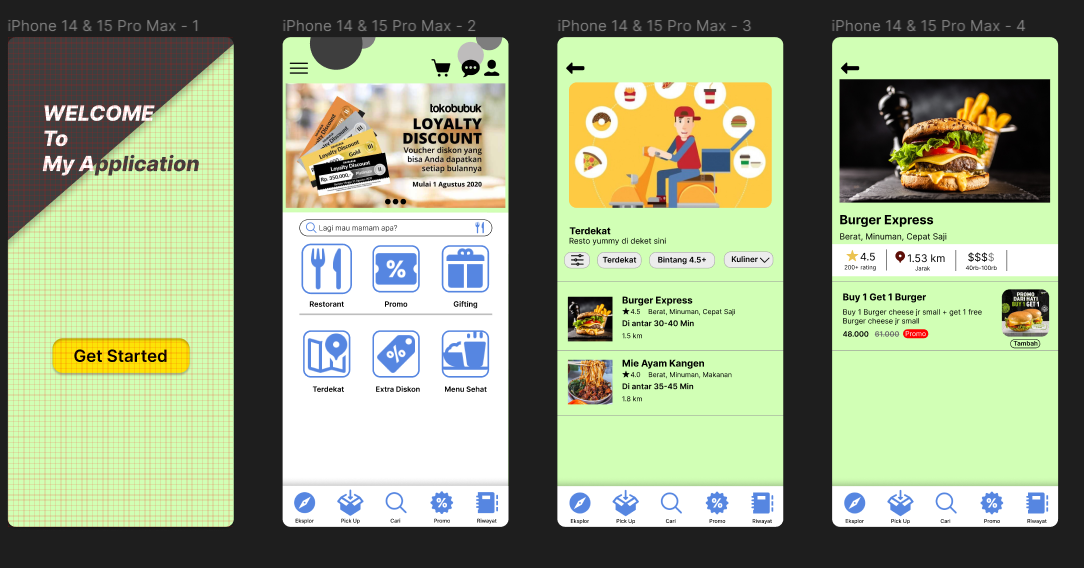 iPhone 14 & 15 Pro Max - 1
WELCOME
To
My Application
Get Started
iPhone 14 & 15 Pro Max - 2
tokobubuk
LOYALTY
DISCOUNT
Voucher diskon yang
bisa Anda dapatkan
setiap bulannya
Mulai 1 Agustus 2020
Loyalty Discount
Rp. 350.000,-
Lagi mau mamam apa?
Restorant
Promo
Gifting
Terdekat
Extra Diskon
Menu Sehat
Eksplor
Pick Up
Cari
Promo
Riwayat
iPhone 14 & 15 Pro Max - 3
Terdekat
Resto yummy di deket sini
Terdekat
Bintang 4.5+
Kuliner
Burger Express
4.5 Berat, Minuman, Cepat Saji
Di antar 30-40 Min
1.5 km
Mie Ayam Kangen
4.0 Berat, Minuman, Makanan
Di antar 35-45 Min
1.8 km
Eksplor
Pick Up
Cari
Promo
Riwayat
iPhone 14 & 15 Pro Max - 4
Burger Express
Berat, Minuman, Cepat Saji
4.5
200+ rating
1.53 km
Jarak
$$$$
40rb-100rb
Buy 1 Get 1 Burger
Buy 1 Burger cheese jr small + get 1 free
Burger cheese jr small
48.000 61.000 Promo
PROMO
DARI HATI
BUY 1 GET 1
Tambah
Eksplor
Pick Up
Cari
Promo
Riwayat